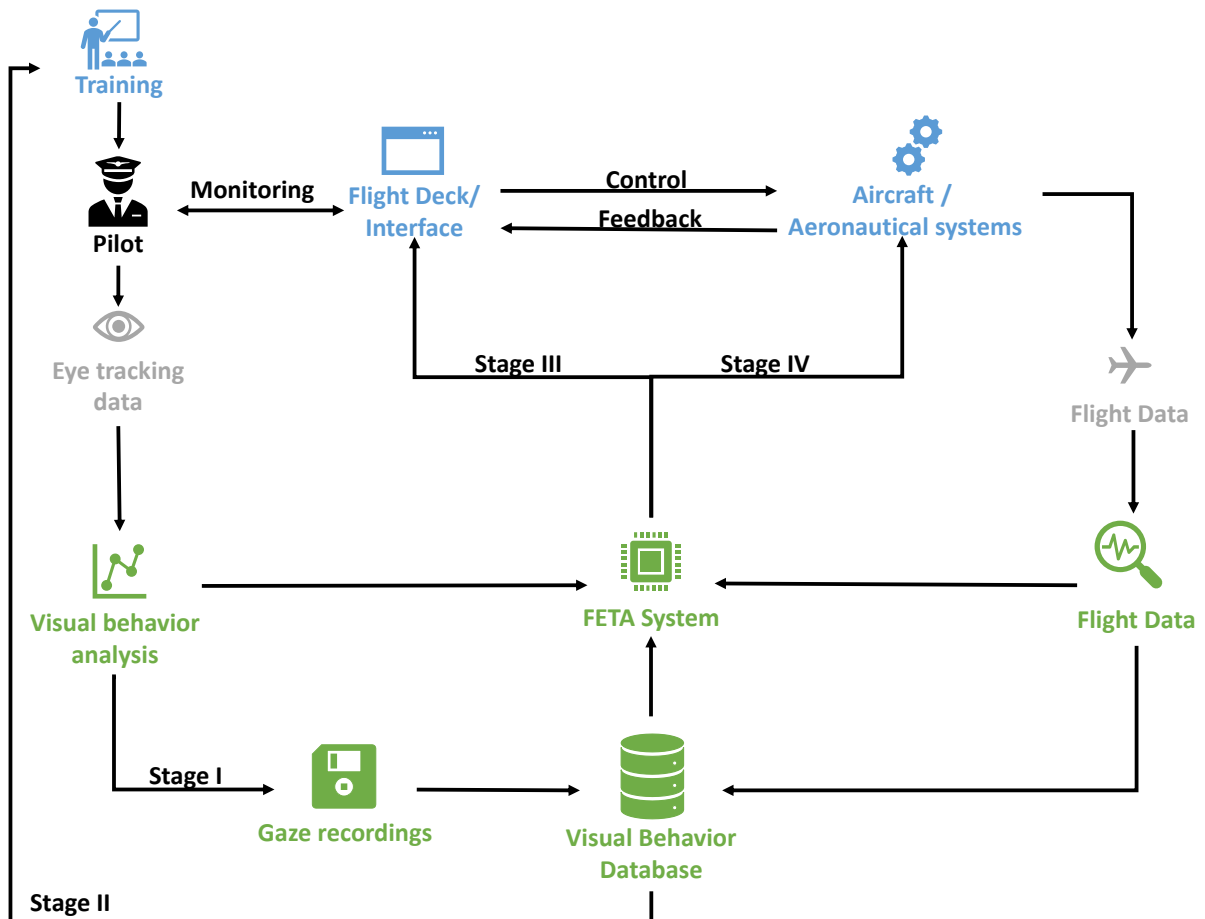 Training
Monitoring
Pilot
Flight Deck/
Interface
Control
Feedback
Aircraft /
Aeronautical systems
Eye tracking
data
Stage III
Stage IV
Flight Data
Visual behavior
analysis
FETA System
Flight Data
Stage I
Gaze recordings
Visual Behavior
Database
Stage II